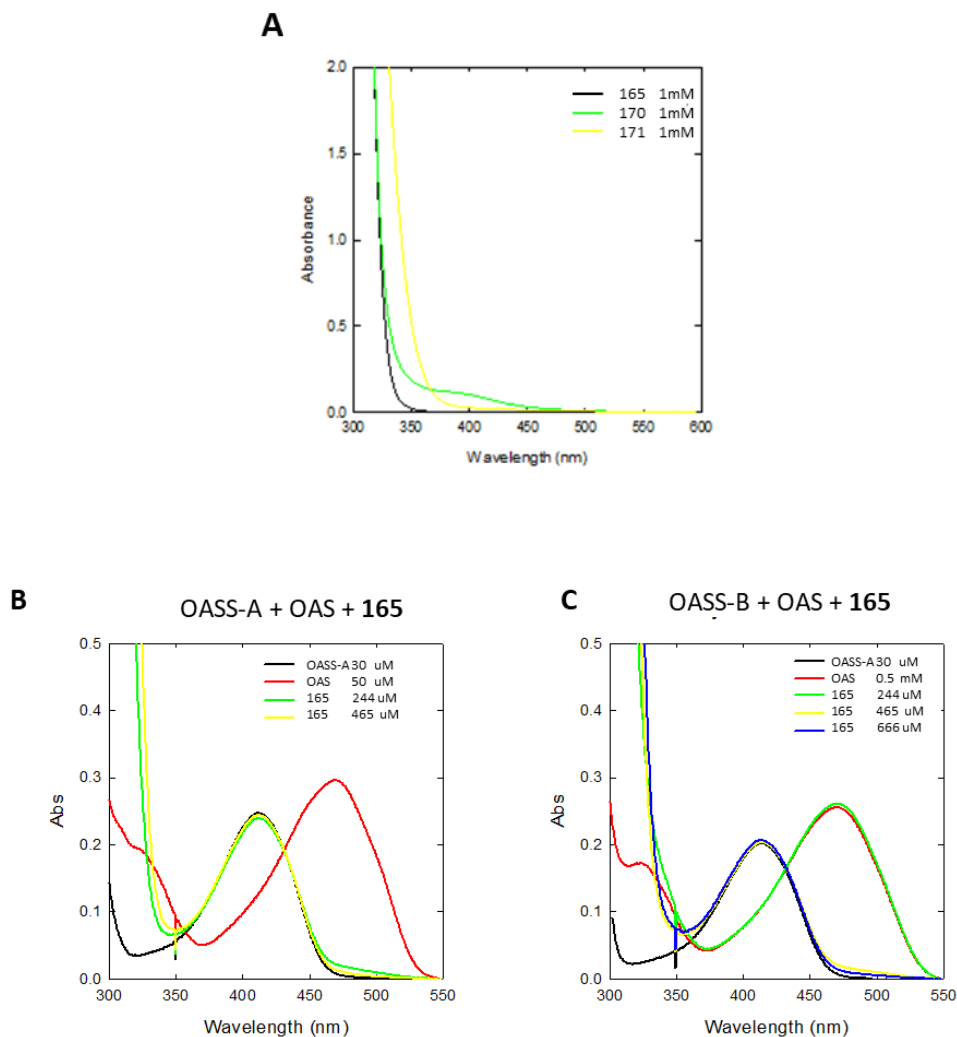 A
2.0
1.5
1.0
0.5
0.0
Absorbance
165 1mM
170 1mM
171 1mM
300 350 400 450 500 550 600
Wavelength (nm)
B
OASS-A + OAS + 165
0.5
0.4
0.3
0.2
0.1
0.0
Abs
OASS-A 30 uM
OAS 50 uM
165 244 uM
165 465 uM
300 350 400 450 500 550
Wavelength (nm)
C
OASS-B + OAS + 165
0.5
0.4
0.3
0.2
0.1
0.0
Abs
OASS-A 30 uM
OAS 0.5 mM
165 244 uM
165 465 uM
165 666 uM
300 350 400 450 500 550
Wavelength (nm)